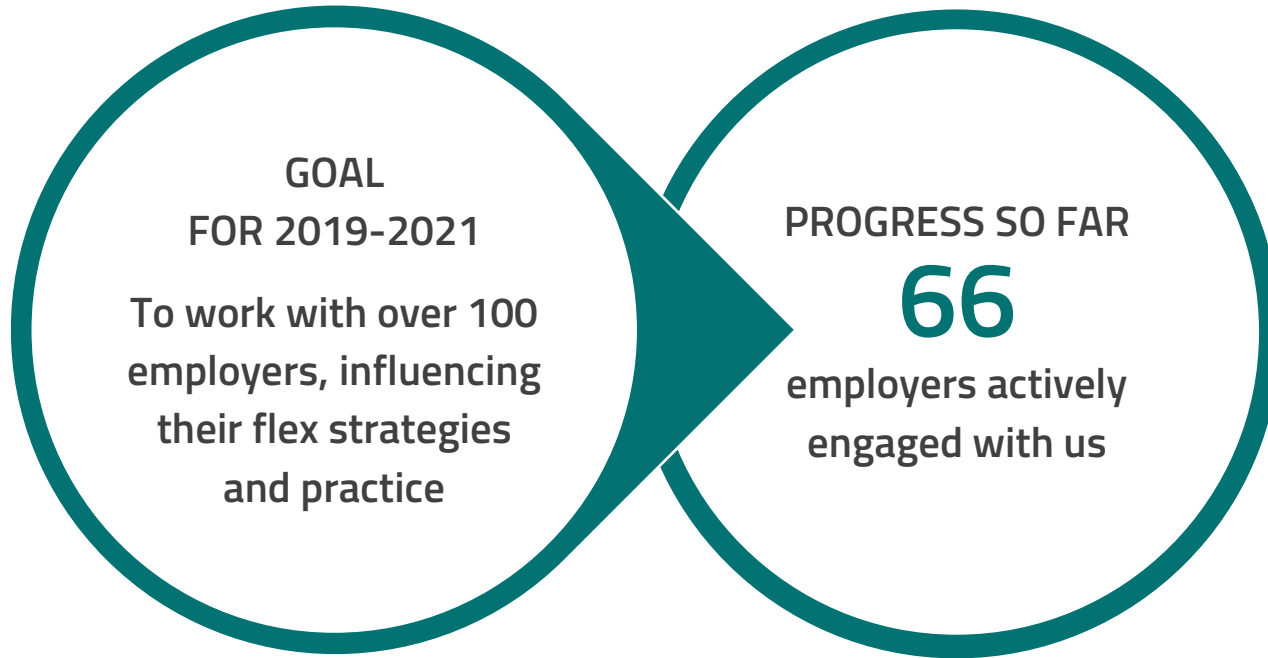 GOAL
FOR 2019-2021
To work with over 100
employers, influencing
their flex strategies
and practice
PROGRESS SO FAR
66
employers actively
engaged with us